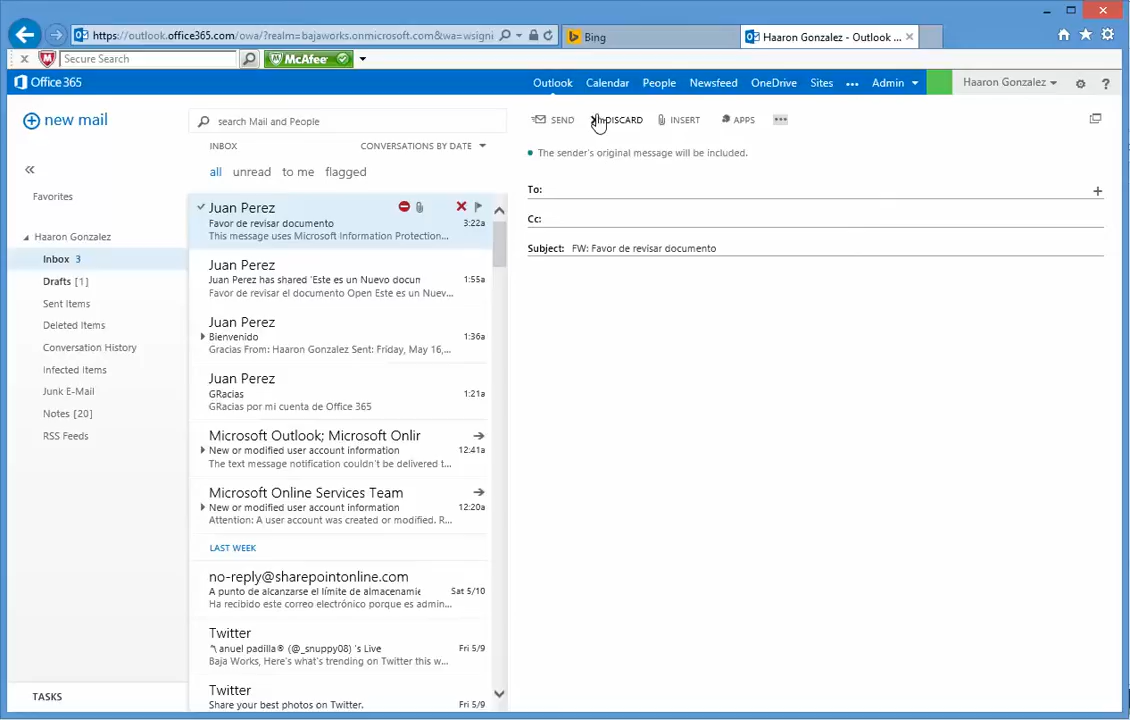 https://outlook.office365.com/owa/?realm=bajaworks.onmicrosoft.com&wa=wsigni
Bing
Haaron Gonzalez - Outlook ...
Secure Search
McAfee
Office 365
Outlook
Calendar
People
Newsfeed
OneDrive
Sites
...
Admin
Haaron Gonzalez
?
new mail
search Mail and People
SEND
DISCARD
INSERT
APPS
INBOX
CONVERSATIONS BY DATE
The sender's original message will be included.
all
unread
to me
flagged
Favorites
Haaron Gonzalez
Inbox 3
Drafts [1]
Sent Items
Deleted Items
Conversation History
Infected Items
Junk E-Mail
Notes [20]
RSS Feeds
TASKS
Juan Perez
Favor de revisar documento 3:22a
This message uses Microsoft Information Protection...
Juan Perez
Juan Perez has shared 'Este es un Nuevo docun 1:55a
Favor de revisar el documento Open Este es un Nuev...
Juan Perez
Bienvenido 1:36a
Gracias From: Haaron Gonzalez Sent: Friday, May 16,...
Juan Perez
GRacias 1:21a
GRacias por mi cuenta de Office 365
Microsoft Outlook; Microsoft Onlir
New or modified user account information 12:41a
The text message notification couldn't be delivered t...
Microsoft Online Services Team
New or modified user account information 12:20a
Attention: A user account was created or modified. R...
LAST WEEK
no-reply@sharepointonline.com
A punto de alcanzarse el límite de almacenamie Sat 5/10
Ha recibido este correo electrónico porque es admin...
Twitter
anuel padilla® (@_snuppy08) 's Live Fri 5/9
Baja Works, Here's what's trending on Twitter this w...
Twitter
Share your best photos on Twitter. Fri 5/9
To:
Cc:
Subject: FW: Favor de revisar documento